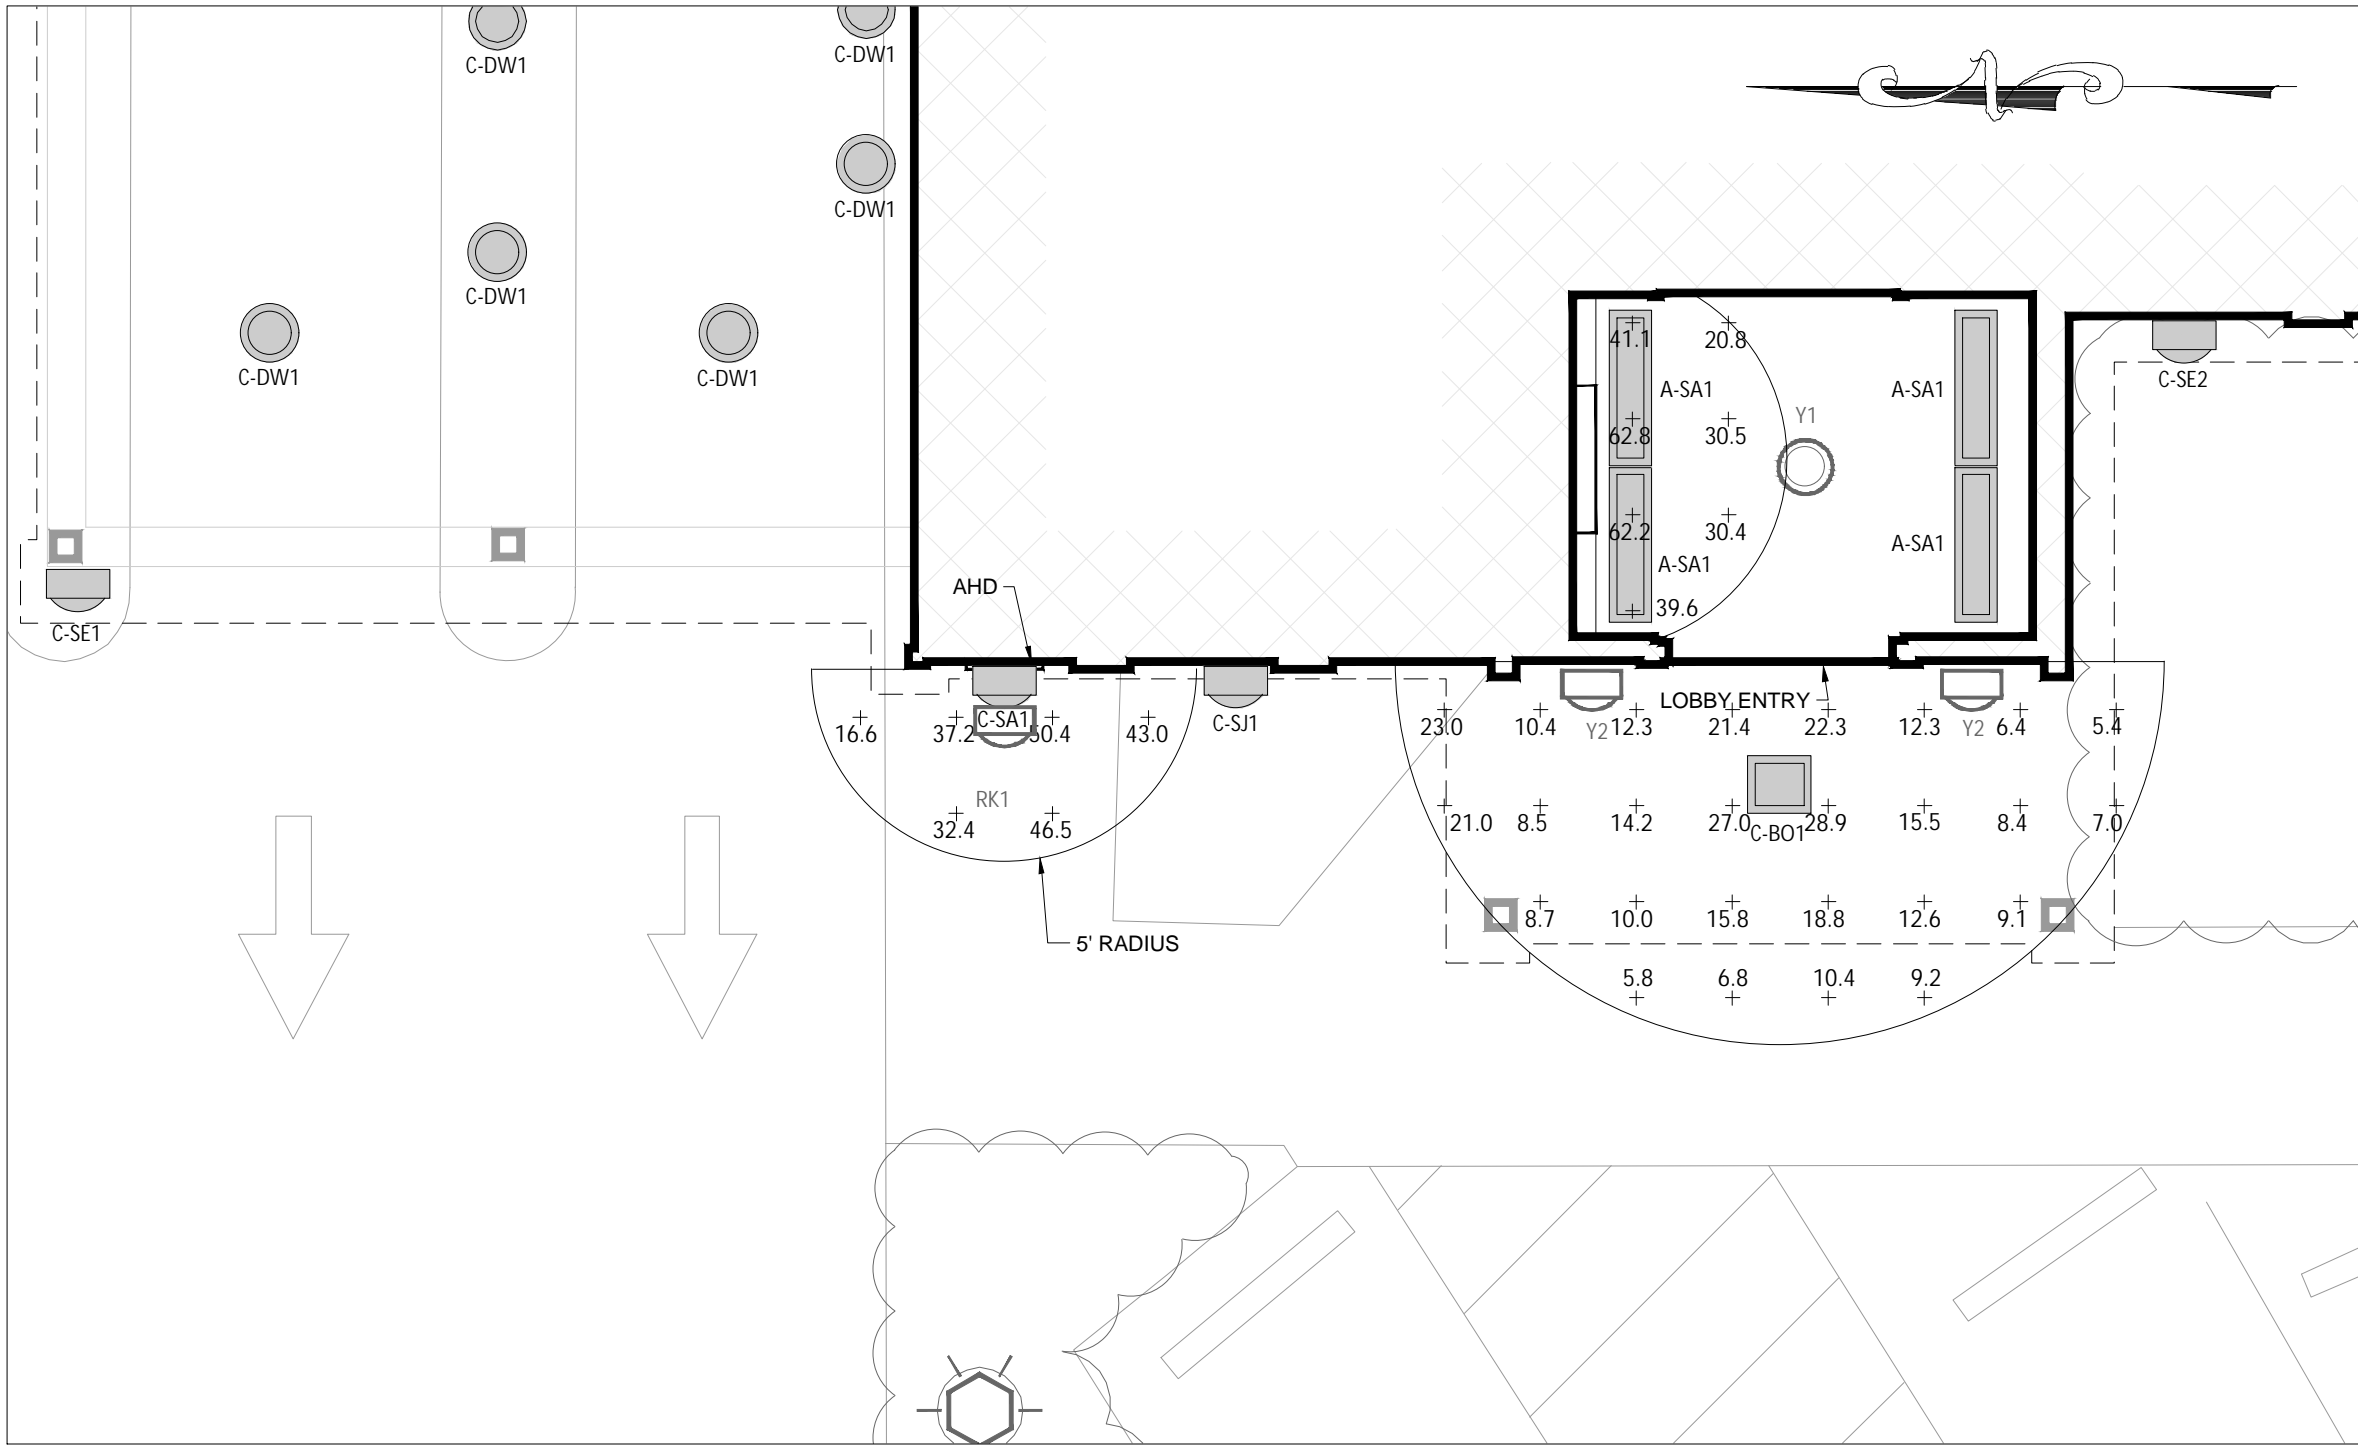 C-DW1
C-DW1
C-DW1
C-DW1
C-DW1
C-DW1
N
41.1 20.8
A-SA1 A-SA1
C-SE2
Y1
62.8 30.5
62.2 30.4
A-SA1 A-SA1
39.6
AHD
C-SE1
LOBBY ENTRY
16.6 37.2 C-SA1 50.4 43.0 C-SJ1 23.0 10.4 Y2 12.3 21.4 22.3 12.3 Y2 6.4 5.4
RK1
32.4 46.5 21.0 8.5 14.2 27.0 C-BO1 28.9 15.5 8.4 7.0
8.7 10.0 15.8 18.8 12.6 9.1
5' RADIUS
5.8 6.8 10.4 9.2